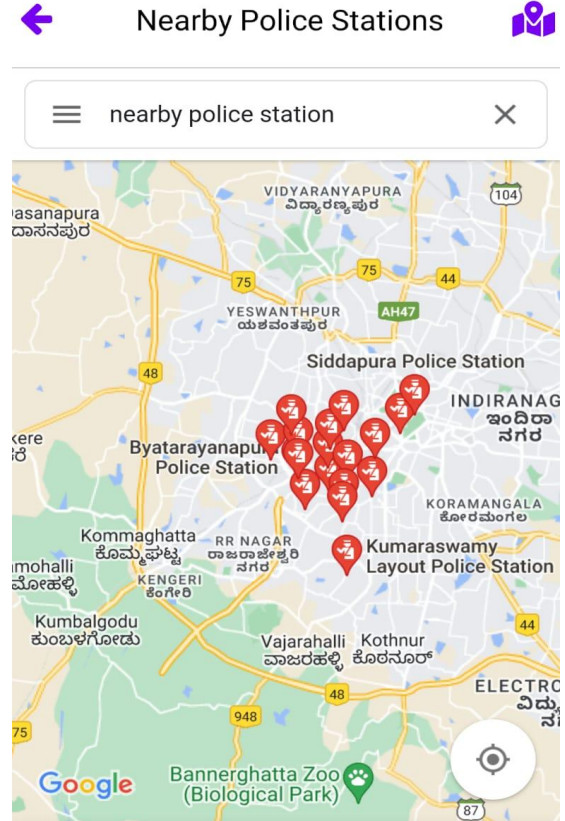 Nearby Police Stations
nearby police station
VIDYARANYAPURA
ವಿದ್ಯಾರಣ್ಯಪುರ
104
asanapura
ದಾಸನಪುರ
75
75
44
YESWANTHPUR
ಯಶವಂತಪುರ
AH47
Siddapura Police Station
48
INDIRANAG
ಇಂದಿರಾ
ನಗರ
Byatarayanapu
Police Station
KORAMANGALA
ಕೋರಮಂಗಲ
Kommaghatta
ಕೊಮ್ಮಘಟ್ಟ
RR NAGAR
ರಾಜರಾಜೇಶ್ವರಿ
ನಗರ
Kumaraswamy
Layout Police Station
mohalli
ಮೋಹಳ್ಳಿ
KENGERI
ಕೆಂಗೇರಿ
Kumbalgodu
ಕುಂಬಳಗೋಡು
44
Vajarahalli
ವಾಜರಹಳ್ಳಿ
Kothnur
ಕೊಠನೂರ್
48
ELECTRO
948
75
Google
Bannerghatta Zoo
(Biological Park)
87